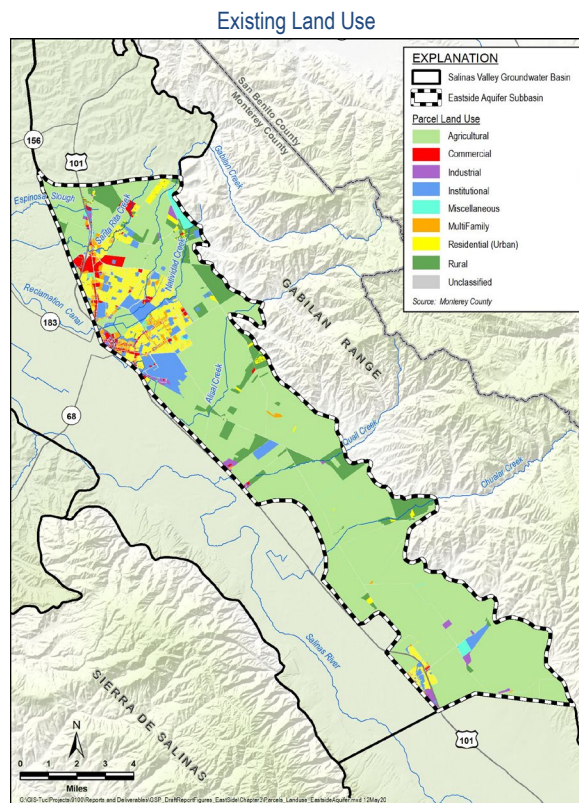 Existing Land Use
EXPLANATION
Salinas Valley Groundwater Basin
Eastside Aquifer Subbasin
Parcel Land Use
Agricultural
Commercial
Industrial
Institutional
Miscellaneous
MultiFamily
Residential (Urban)
Rural
Unclassified
Source: Monterey County
San Benito County
Monterey County
156
101
Gabilan Creek
Espinosa Slough
Santa Rita Creek
Natividad Creek
Reclamation Canal
183
GABILAN RANGE
68
Alisal Creek
Quail Creek
Chualar Creek
Salinas River
SIERRA DE SALINAS
101
N
0 1 2 3 4
Miles